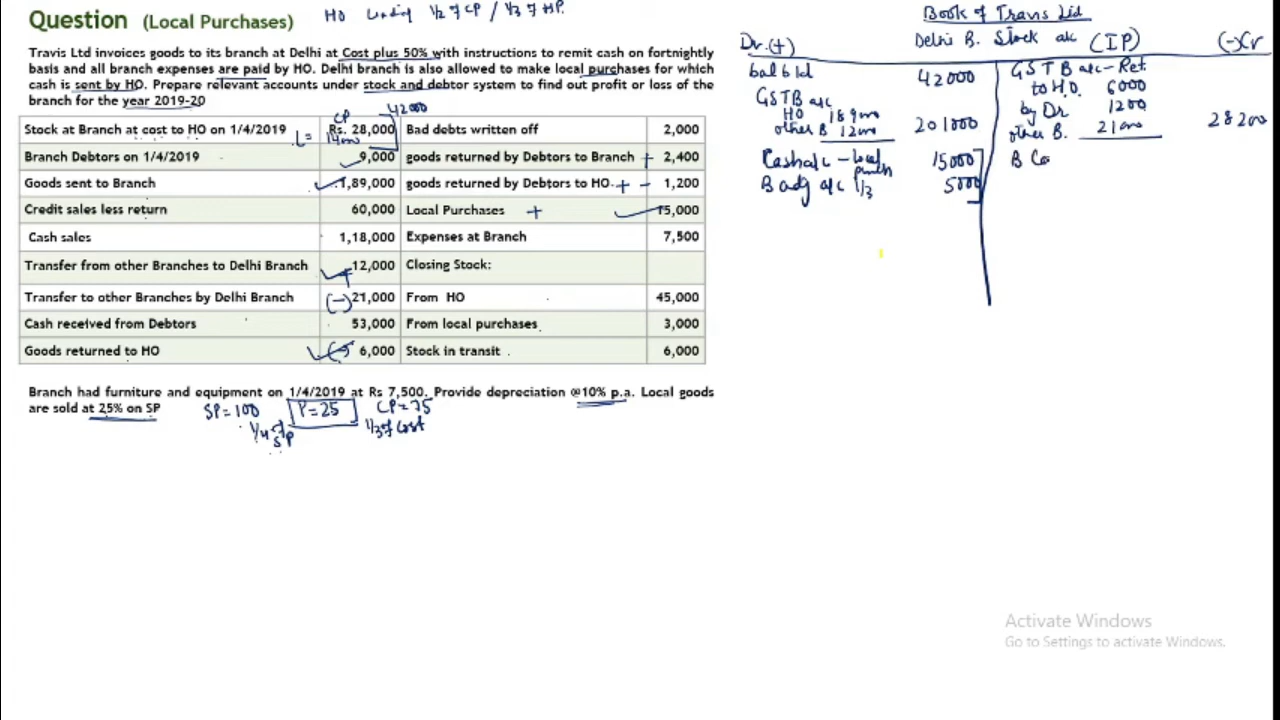 Question (Local Purchases)
HO Loading 1/2 of CP / 1/3 of IP.
Travis Ltd invoices goods to its branch at Delhi at Cost plus 50% with instructions to remit cash on fortnightly
basis and all branch expenses are paid by HO. Delhi branch is also allowed to make local purchases for which
cash is sent by HO. Prepare relevant accounts under stock and debtor system to find out profit or loss of the
branch for the year 2019-20
CP 42000
Stock at Branch at cost to HO on 1/4/2019 L= Rs. 28,000 Bad debts written off 2,000
14000
Branch Debtors on 1/4/2019 9,000 goods returned by Debtors to Branch + 2,400
Goods sent to Branch 1,89,000 goods returned by Debtors to HO. + - 1,200
Credit sales less return 60,000 Local Purchases + 15,000
Cash sales 1,18,000 Expenses at Branch 7,500
Transfer from other Branches to Delhi Branch + 12,000 Closing Stock:
Transfer to other Branches by Delhi Branch (-) 21,000 From HO 45,000
Cash received from Debtors 53,000 From local purchases 3,000
Goods returned to HO (-) 6,000 Stock in transit 6,000
Branch had furniture and equipment on 1/4/2019 at Rs 7,500. Provide depreciation @10% p.a. Local goods
are sold at 25% on SP
SP=100 P=25 CP=75
1/4 of SP 1/3 of Cost
Book of Travis Ltd
Dr.(+) Delhi B. Stock a/c (IP) (-)Cr
bal b/d 42000
GSTB a/c
HO 189000
other B 12000 201000
Cash a/c - local purch 15000
B adj a/c 1/3 5000
GSTB a/c - Ret.
to H.O. 6000
by Dr 1200
other B. 21000 28200
B Ca
Activate Windows
Go to Settings to activate Windows.